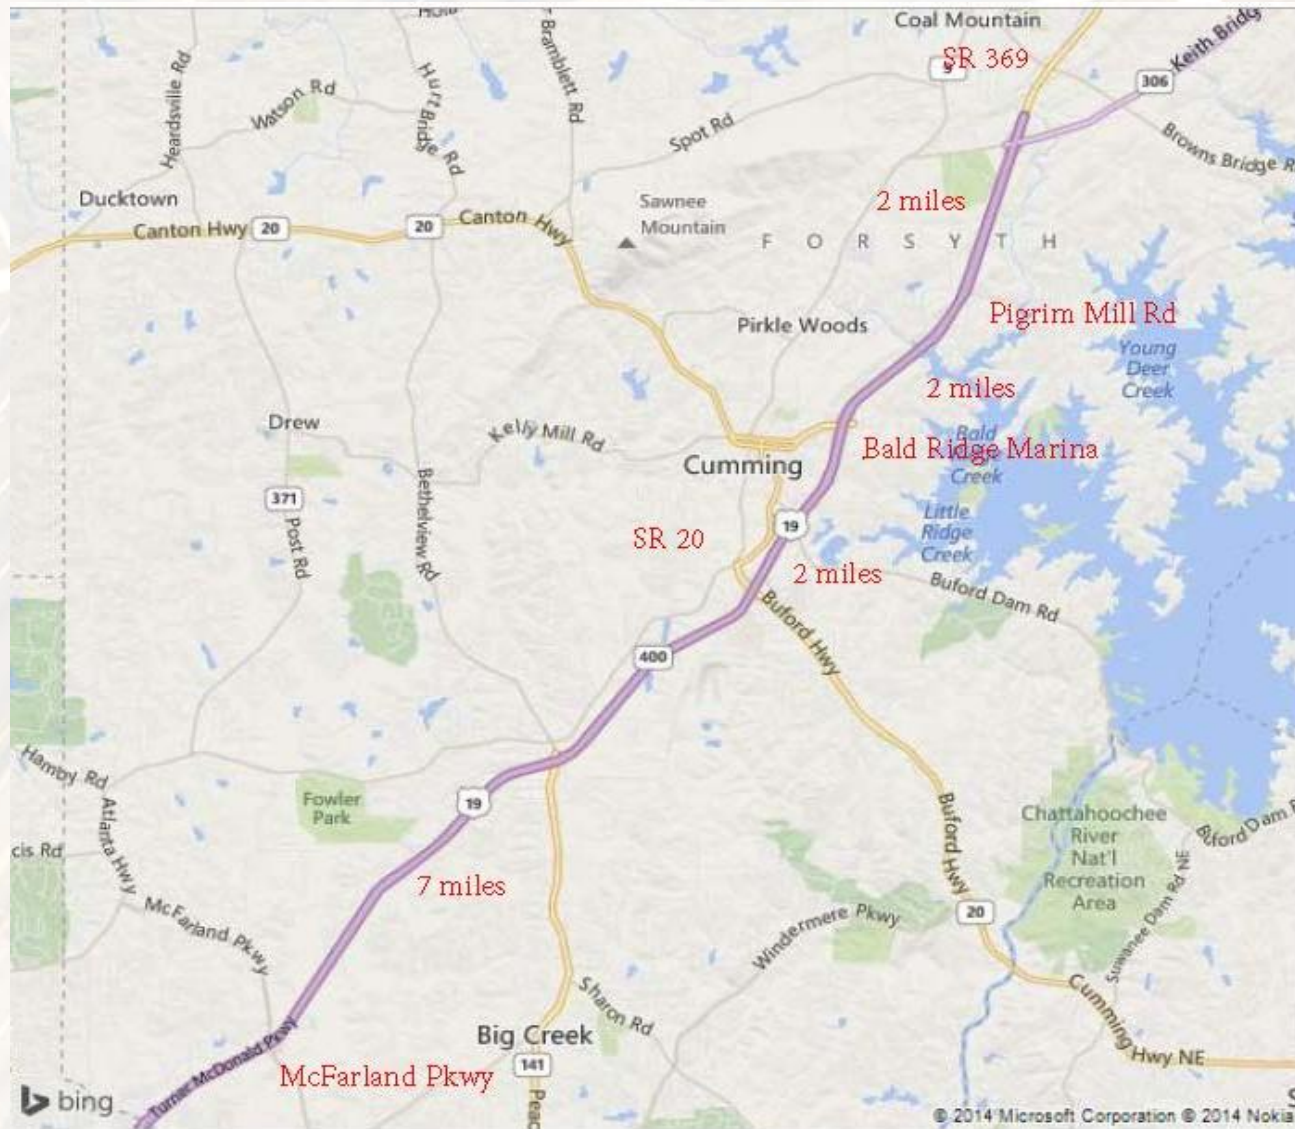 Coal Mountain
SR 369
9
Keith Bridg
306
Heardsville Rd
Watson Rd
Hurt Bridge Rd
Bramblett Rd
Spot Rd
Browns Bridge R
Ducktown
Canton Hwy
20
20
Canton Hwy
Sawnee
Mountain
2 miles
FORSYTH
Pirkle Woods
Pigrim Mill Rd
Young
Deer
Creek
2 miles
Drew
Kelly Mill Rd
Cumming
Bald Ridge Marina
Bald
Creek
371
Post Rd
Bethelview Rd
19
Little
Ridge
Creek
SR 20
2 miles
Buford Dam Rd
Buford Hwy
400
Hamby Rd
Atlanta Hwy
Fowler
Park
19
Buford Hwy
Chattahoochee
River
Nat'l
Recreation
Area
Buford Dam R
cis Rd
McFarland Pkwy
7 miles
Windermere Pkwy
20
Suwanee Dam Rd NE
Sharon Rd
Cumming Hwy NE
Big Creek
Turner McDonald Pkwy
McFarland Pkwy
141
Peac
bing
© 2014 Microsoft Corporation © 2014 Nokia